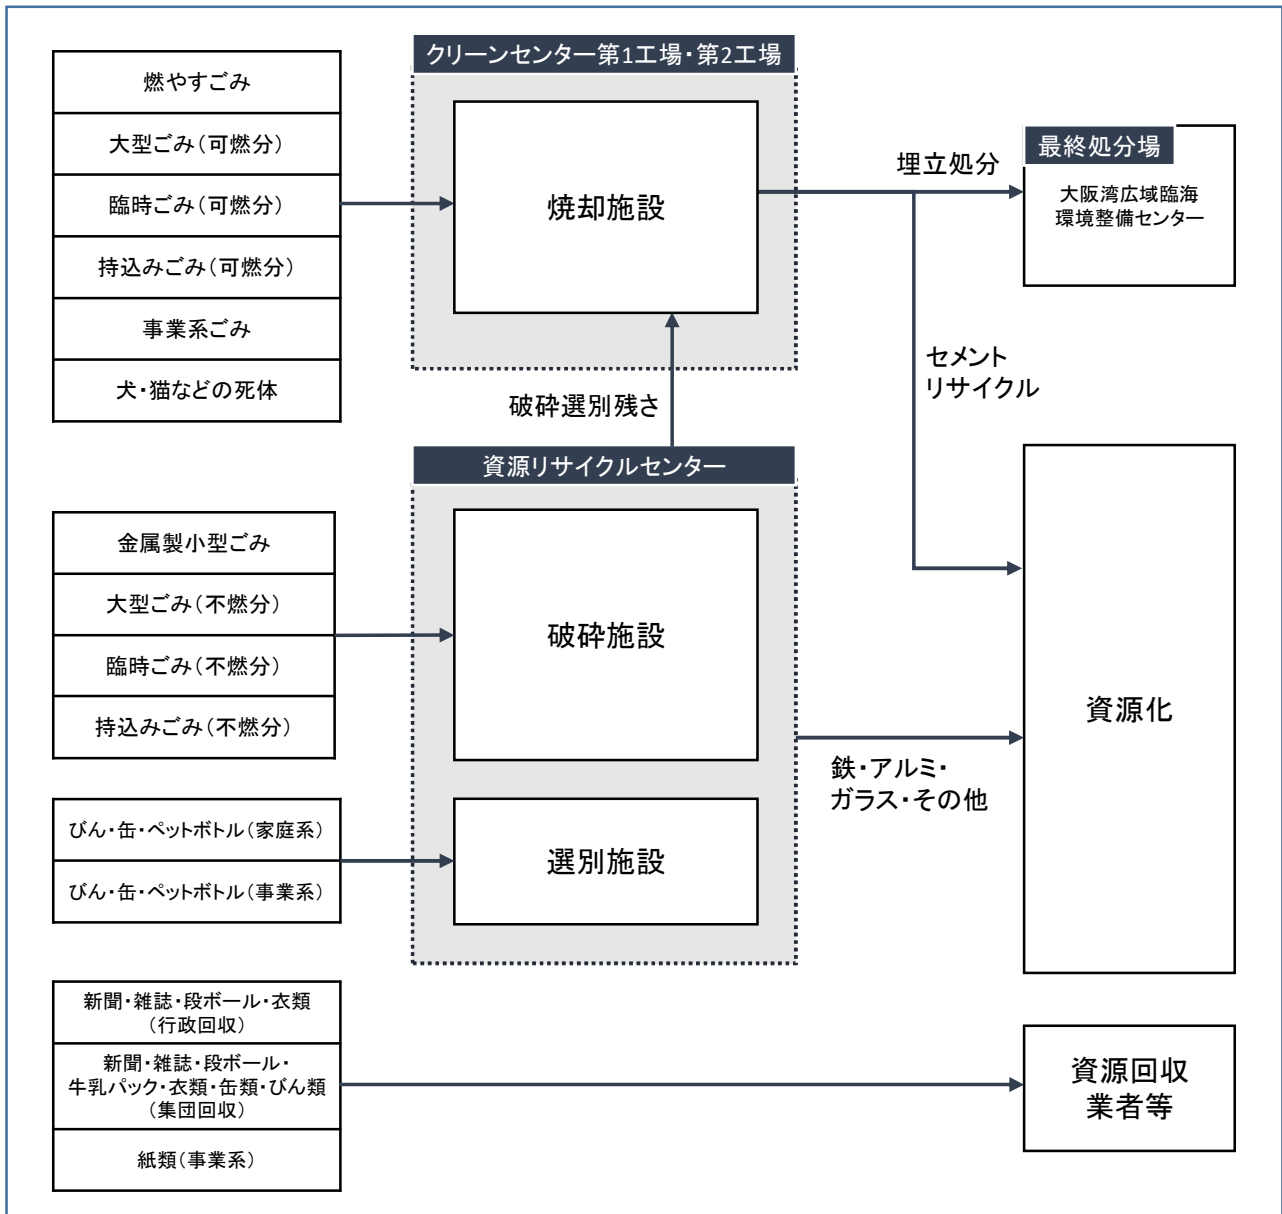 クリーンセンター第1工場・第2工場
燃やすごみ
大型ごみ（可燃分）
臨時ごみ（可燃分）
持込みごみ（可燃分）
事業系ごみ
犬・猫などの死体
焼却施設
埋立処分
最終処分場
大阪湾広域臨海
環境整備センター
セメント
リサイクル
破砕選別残さ
資源リサイクルセンター
金属製小型ごみ
大型ごみ（不燃分）
臨時ごみ（不燃分）
持込みごみ（不燃分）
破砕施設
資源化
鉄・アルミ・
ガラス・その他
びん・缶・ペットボトル（家庭系）
びん・缶・ペットボトル（事業系）
選別施設
新聞・雑誌・段ボール・衣類
（行政回収）
新聞・雑誌・段ボール・
牛乳パック・衣類・缶類・びん類
（集団回収）
紙類（事業系）
資源回収
業者等